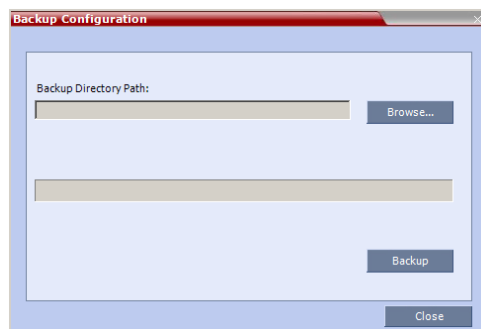 Backup Configuration
Backup Directory Path:
Browse...
Backup
Close